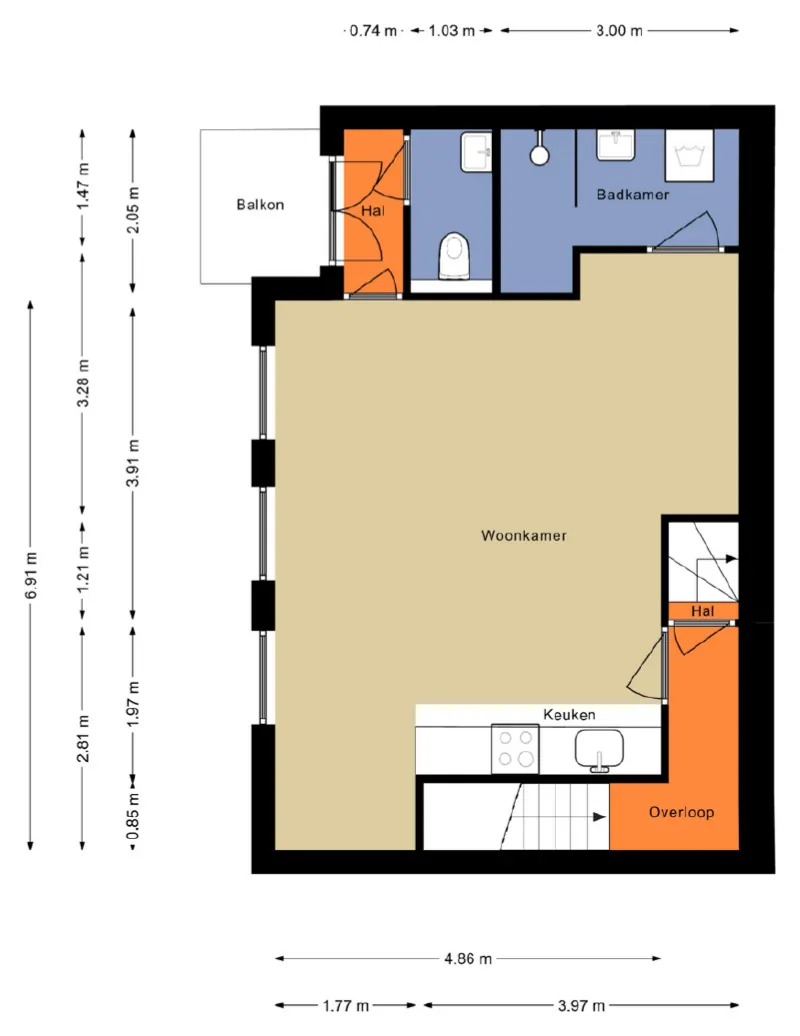 0.74 m
1.03 m
3.00 m
1.47 m
2.05 m
Balkon
Hal
Badkamer
3.28 m
3.91 m
6.91 m
1.21 m
Woonkamer
Hal
2.81 m
1.97 m
Keuken
0.85 m
Overloop
4.86 m
1.77 m
3.97 m